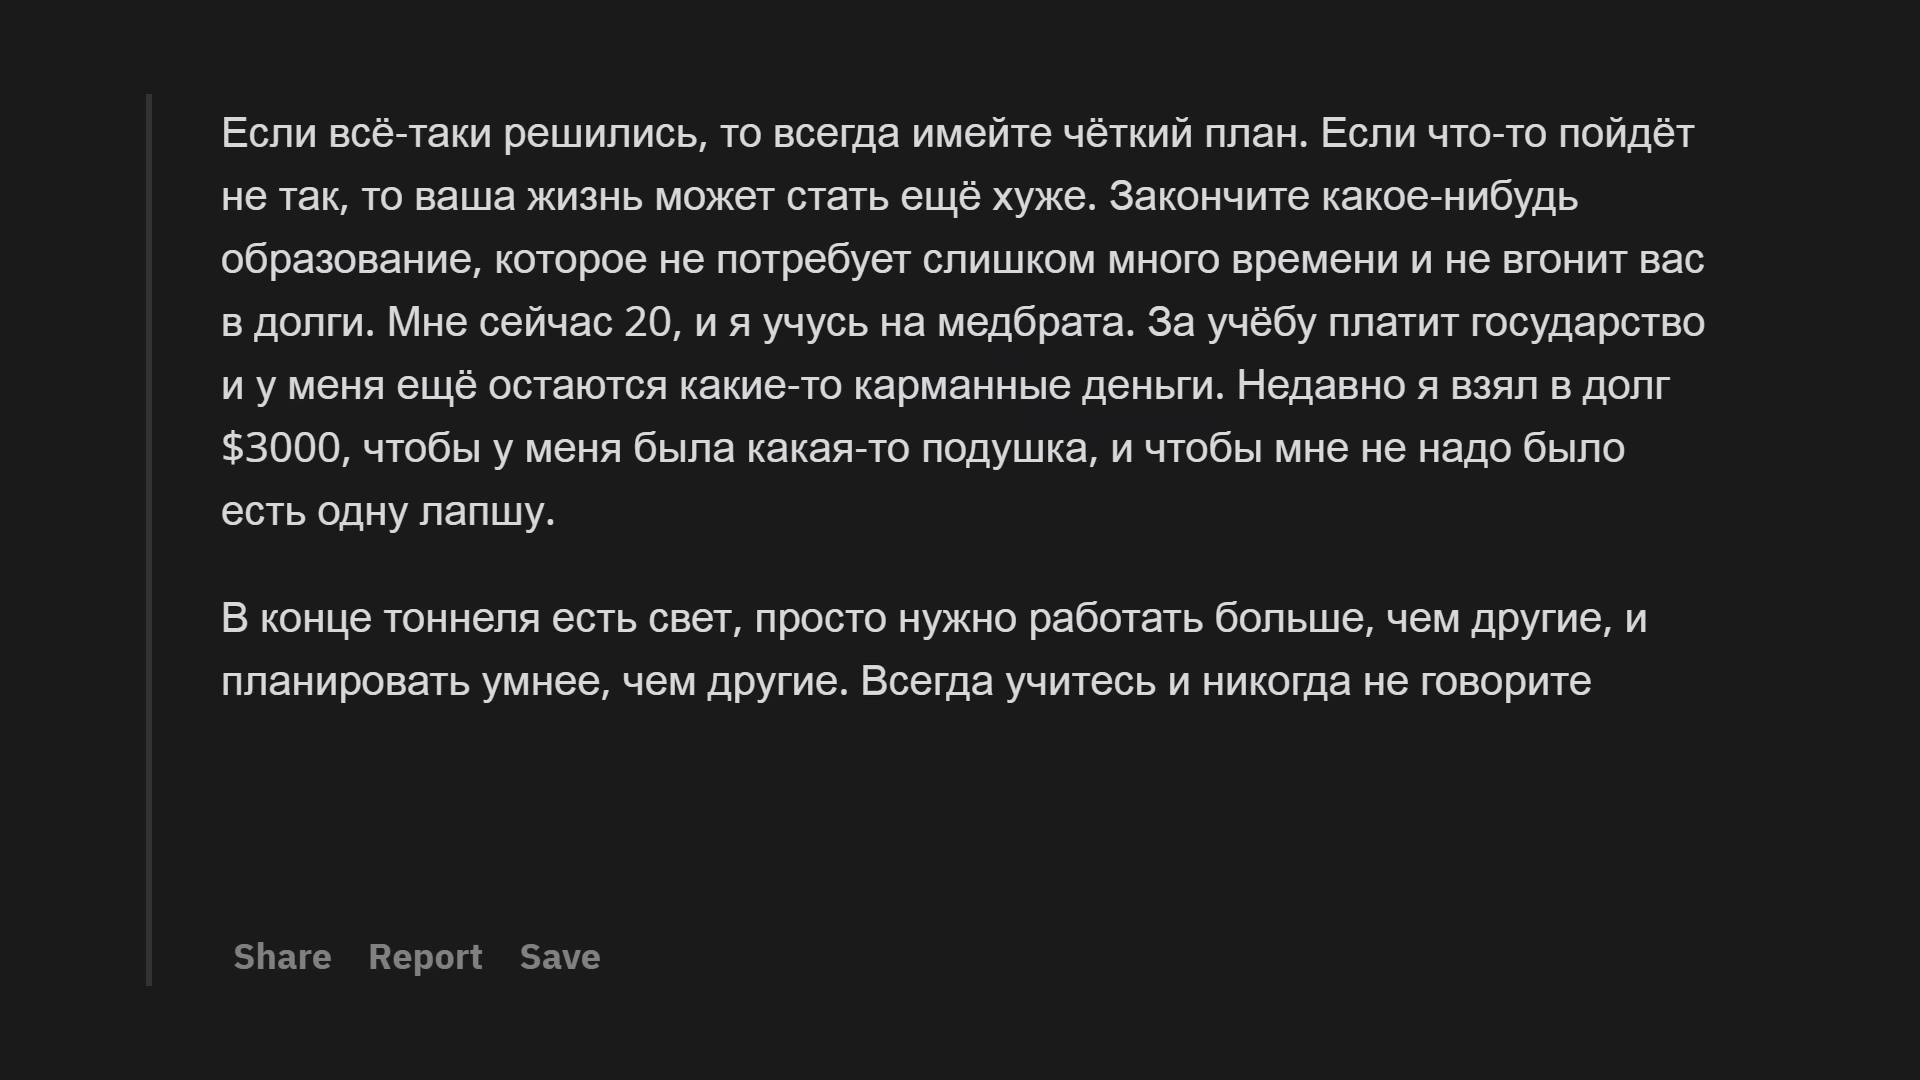 Если всё-таки решились, то всегда имейте чёткий план. Если что-то пойдёт
не так, то ваша жизнь может стать ещё хуже. Закончите какое-нибудь
образование, которое не потребует слишком много времени и не вгонит вас
в долги. Мне сейчас 20, и я учусь на медбрата. За учёбу платит государство
и у меня ещё остаются какие-то карманные деньги. Недавно я взял в долг
$3000, чтобы у меня была какая-то подушка, и чтобы мне не надо было
есть одну лапшу.
В конце тоннеля есть свет, просто нужно работать больше, чем другие, и
планировать умнее, чем другие. Всегда учитесь и никогда не говорите
Share Report Save